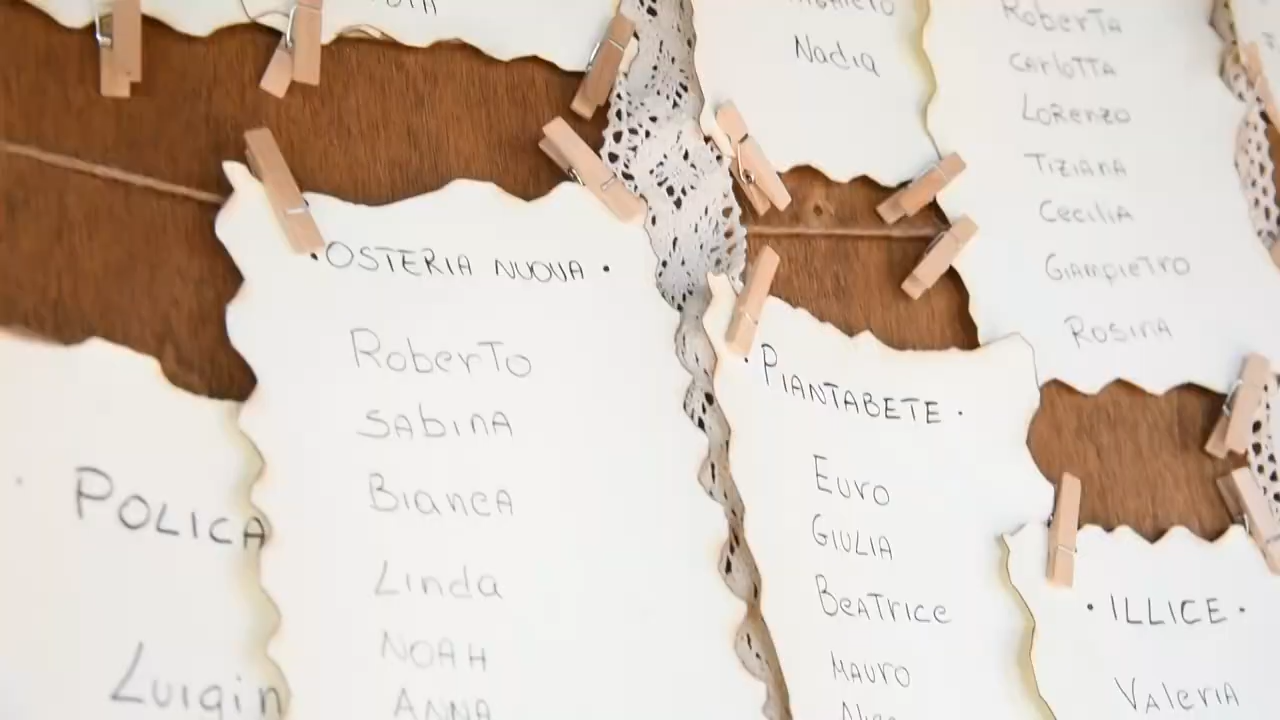 Nadia
Roberta
Carlotta
Lorenzo
Tiziana
Cecilia
Giampietro
Rosina
• OSTERIA NUOVA •
Roberto
Sabina
Bianca
Linda
NOAH
ANNA
• PIANTABETE •
Euro
GIULIA
Beatrice
MAURO
• ILLICE •
Valeria
POLICA
Luigin